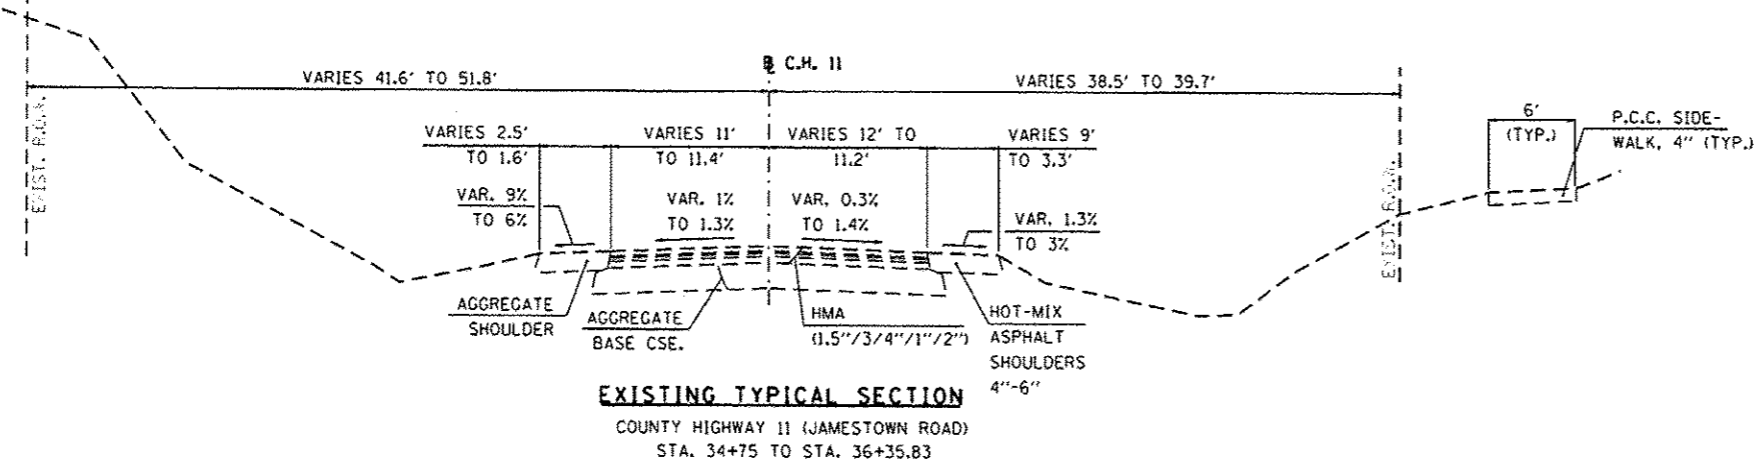 ℄ C.H. 11
VARIES 41.6' TO 51.8'
VARIES 38.5' TO 39.7'
EXIST. R.O.W.
VARIES 2.5'
TO 1.6'
VARIES 11'
TO 11.4'
VARIES 12' TO
11.2'
VARIES 9'
TO 3.3'
6'
(TYP.)
P.C.C. SIDE-
WALK, 4" (TYP.)
VAR. 9%
TO 6%
VAR. 1%
TO 1.3%
VAR. 0.3%
TO 1.4%
VAR. 1.3%
TO 3%
EXIST. R.O.W.
AGGREGATE
SHOULDER
AGGREGATE
BASE CSE.
HMA
(1.5"/3/4"/1"/2")
HOT-MIX
ASPHALT
SHOULDERS
4"-6"
EXISTING TYPICAL SECTION
COUNTY HIGHWAY 11 (JAMESTOWN ROAD)
STA. 34+75 TO STA. 36+35.83